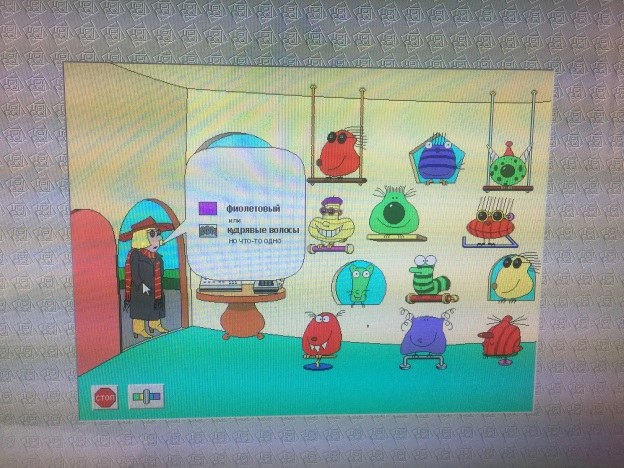 фиолетовый
или
кудрявые волосы
но что-то одно
СТОП